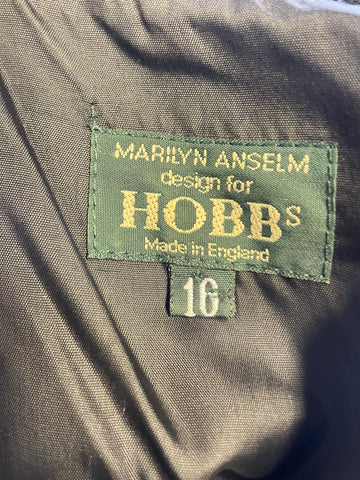 MARILYN ANSELM
design for
HOBBS
Made in England
16